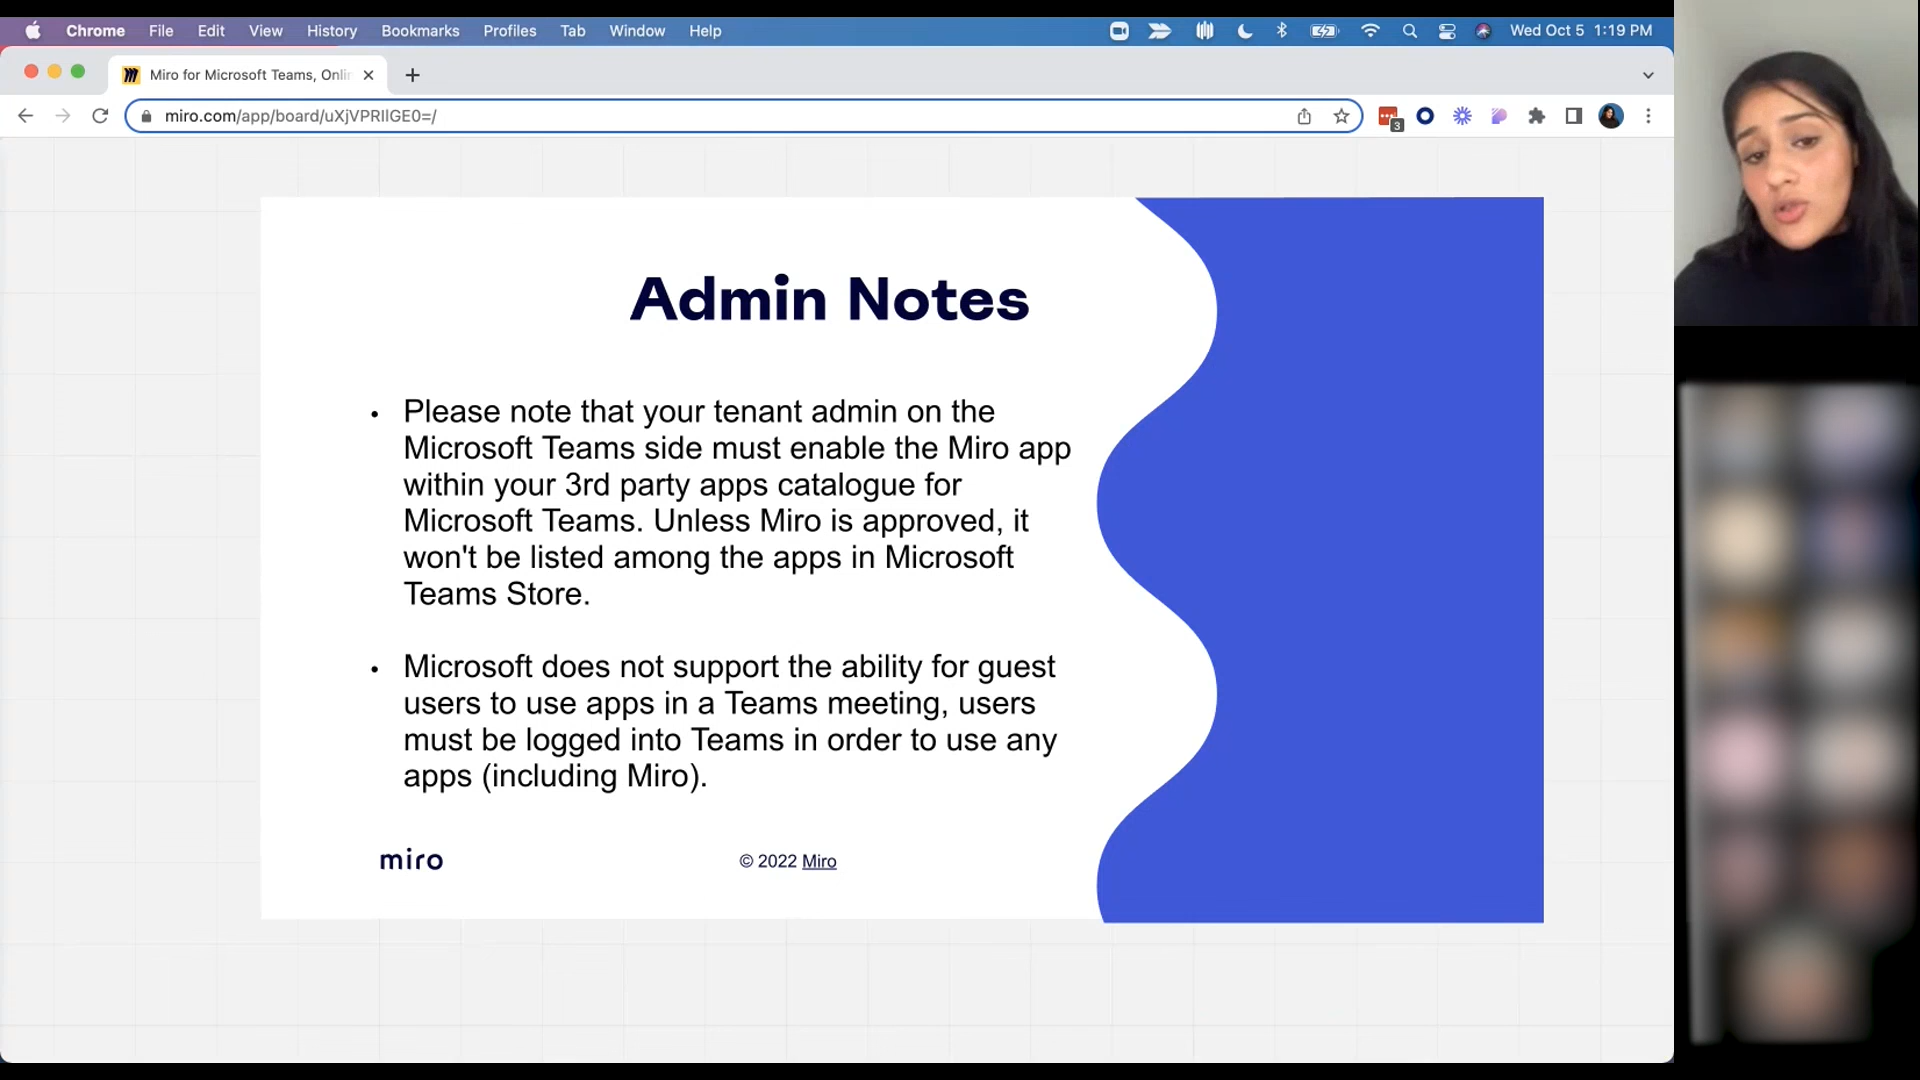 Chrome File Edit View History Bookmarks Profiles Tab Window Help Wed Oct 5 1:19 PM
Miro for Microsoft Teams, Onli
miro.com/app/board/uXjVPRIlGE0=/
3
Admin Notes
• Please note that your tenant admin on the
Microsoft Teams side must enable the Miro app
within your 3rd party apps catalogue for
Microsoft Teams. Unless Miro is approved, it
won't be listed among the apps in Microsoft
Teams Store.
• Microsoft does not support the ability for guest
users to use apps in a Teams meeting, users
must be logged into Teams in order to use any
apps (including Miro).
miro
© 2022 Miro